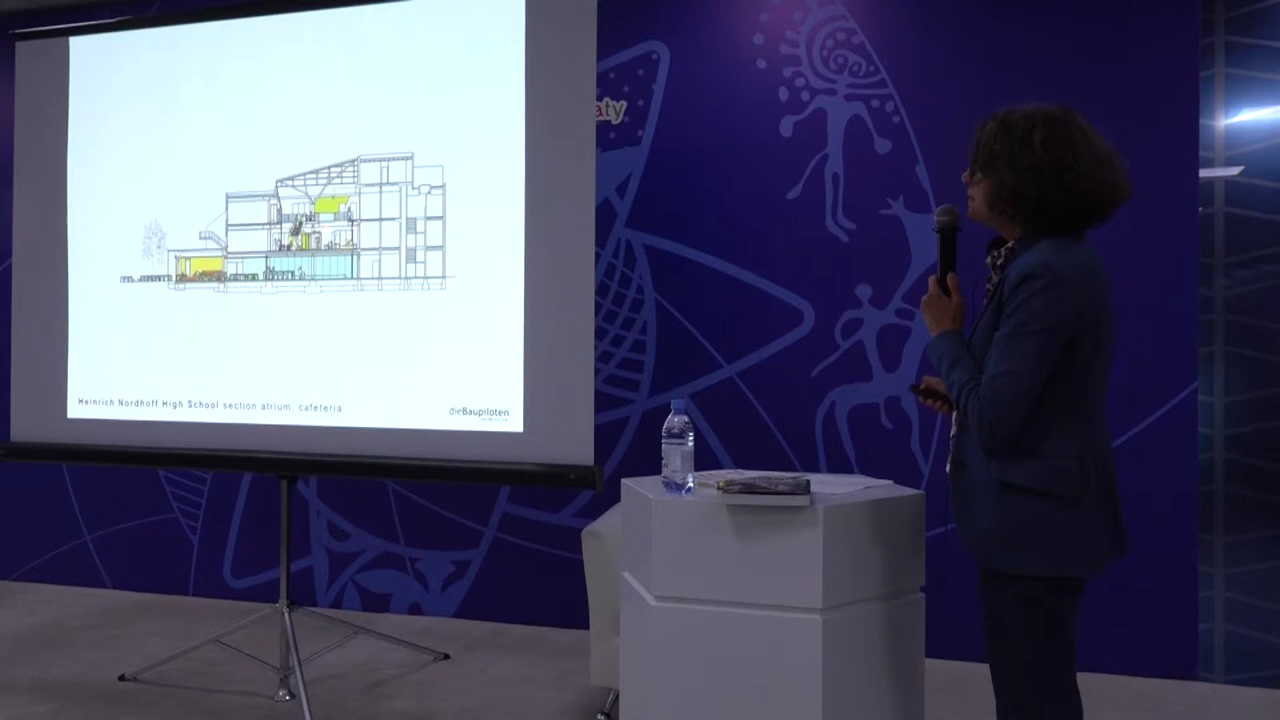 aty
Heinrich Nordhoff High School section atrium, cafeteria
dieBaupiloten